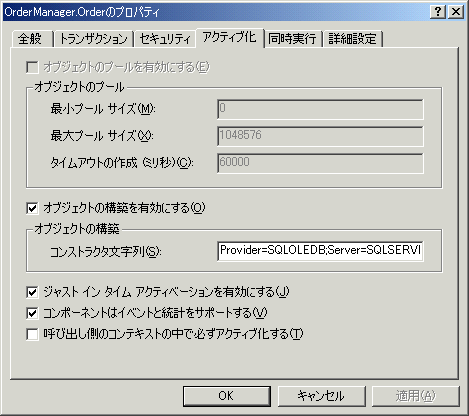 OrderManager.Orderのプロパティ
全般 トランザクション セキュリティ アクティブ化 同時実行 詳細設定
オブジェクトのプールを有効にする(E)
オブジェクトのプール
最小プール サイズ(M): 0
最大プール サイズ(X): 1048576
タイムアウトの作成 (ミリ秒)(C): 60000
オブジェクトの構築を有効にする(O)
オブジェクトの構築
コンストラクタ文字列(S): Provider=SQLOLEDB;Server=SQLSERVI
ジャスト イン タイム アクティベーションを有効にする(J)
コンポーネントはイベントと統計をサポートする(V)
呼び出し側のコンテキストの中で必ずアクティブ化する(T)
OK キャンセル 適用(A)